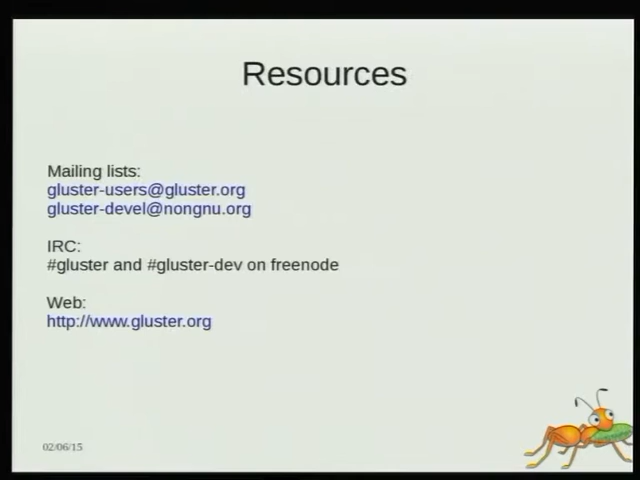 Resources
Mailing lists:
gluster-users@gluster.org
gluster-devel@nongnu.org
IRC:
#gluster and #gluster-dev on freenode
Web:
http://www.gluster.org
02/06/15